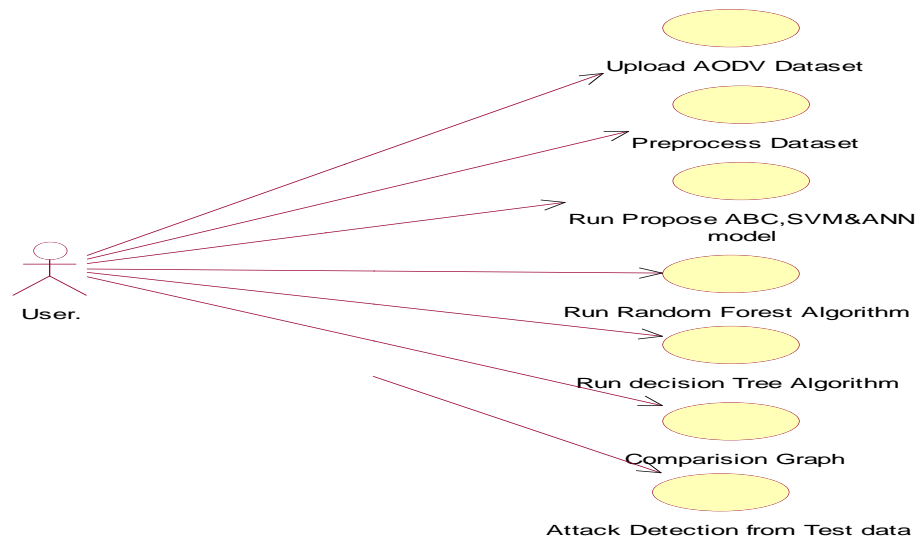 Upload AODV Dataset
Preprocess Dataset
Run Propose ABC,SVM&ANN
model
User.
Run Random Forest Algorithm
Run decision Tree Algorithm
Comparision Graph
Attack Detection from Test data